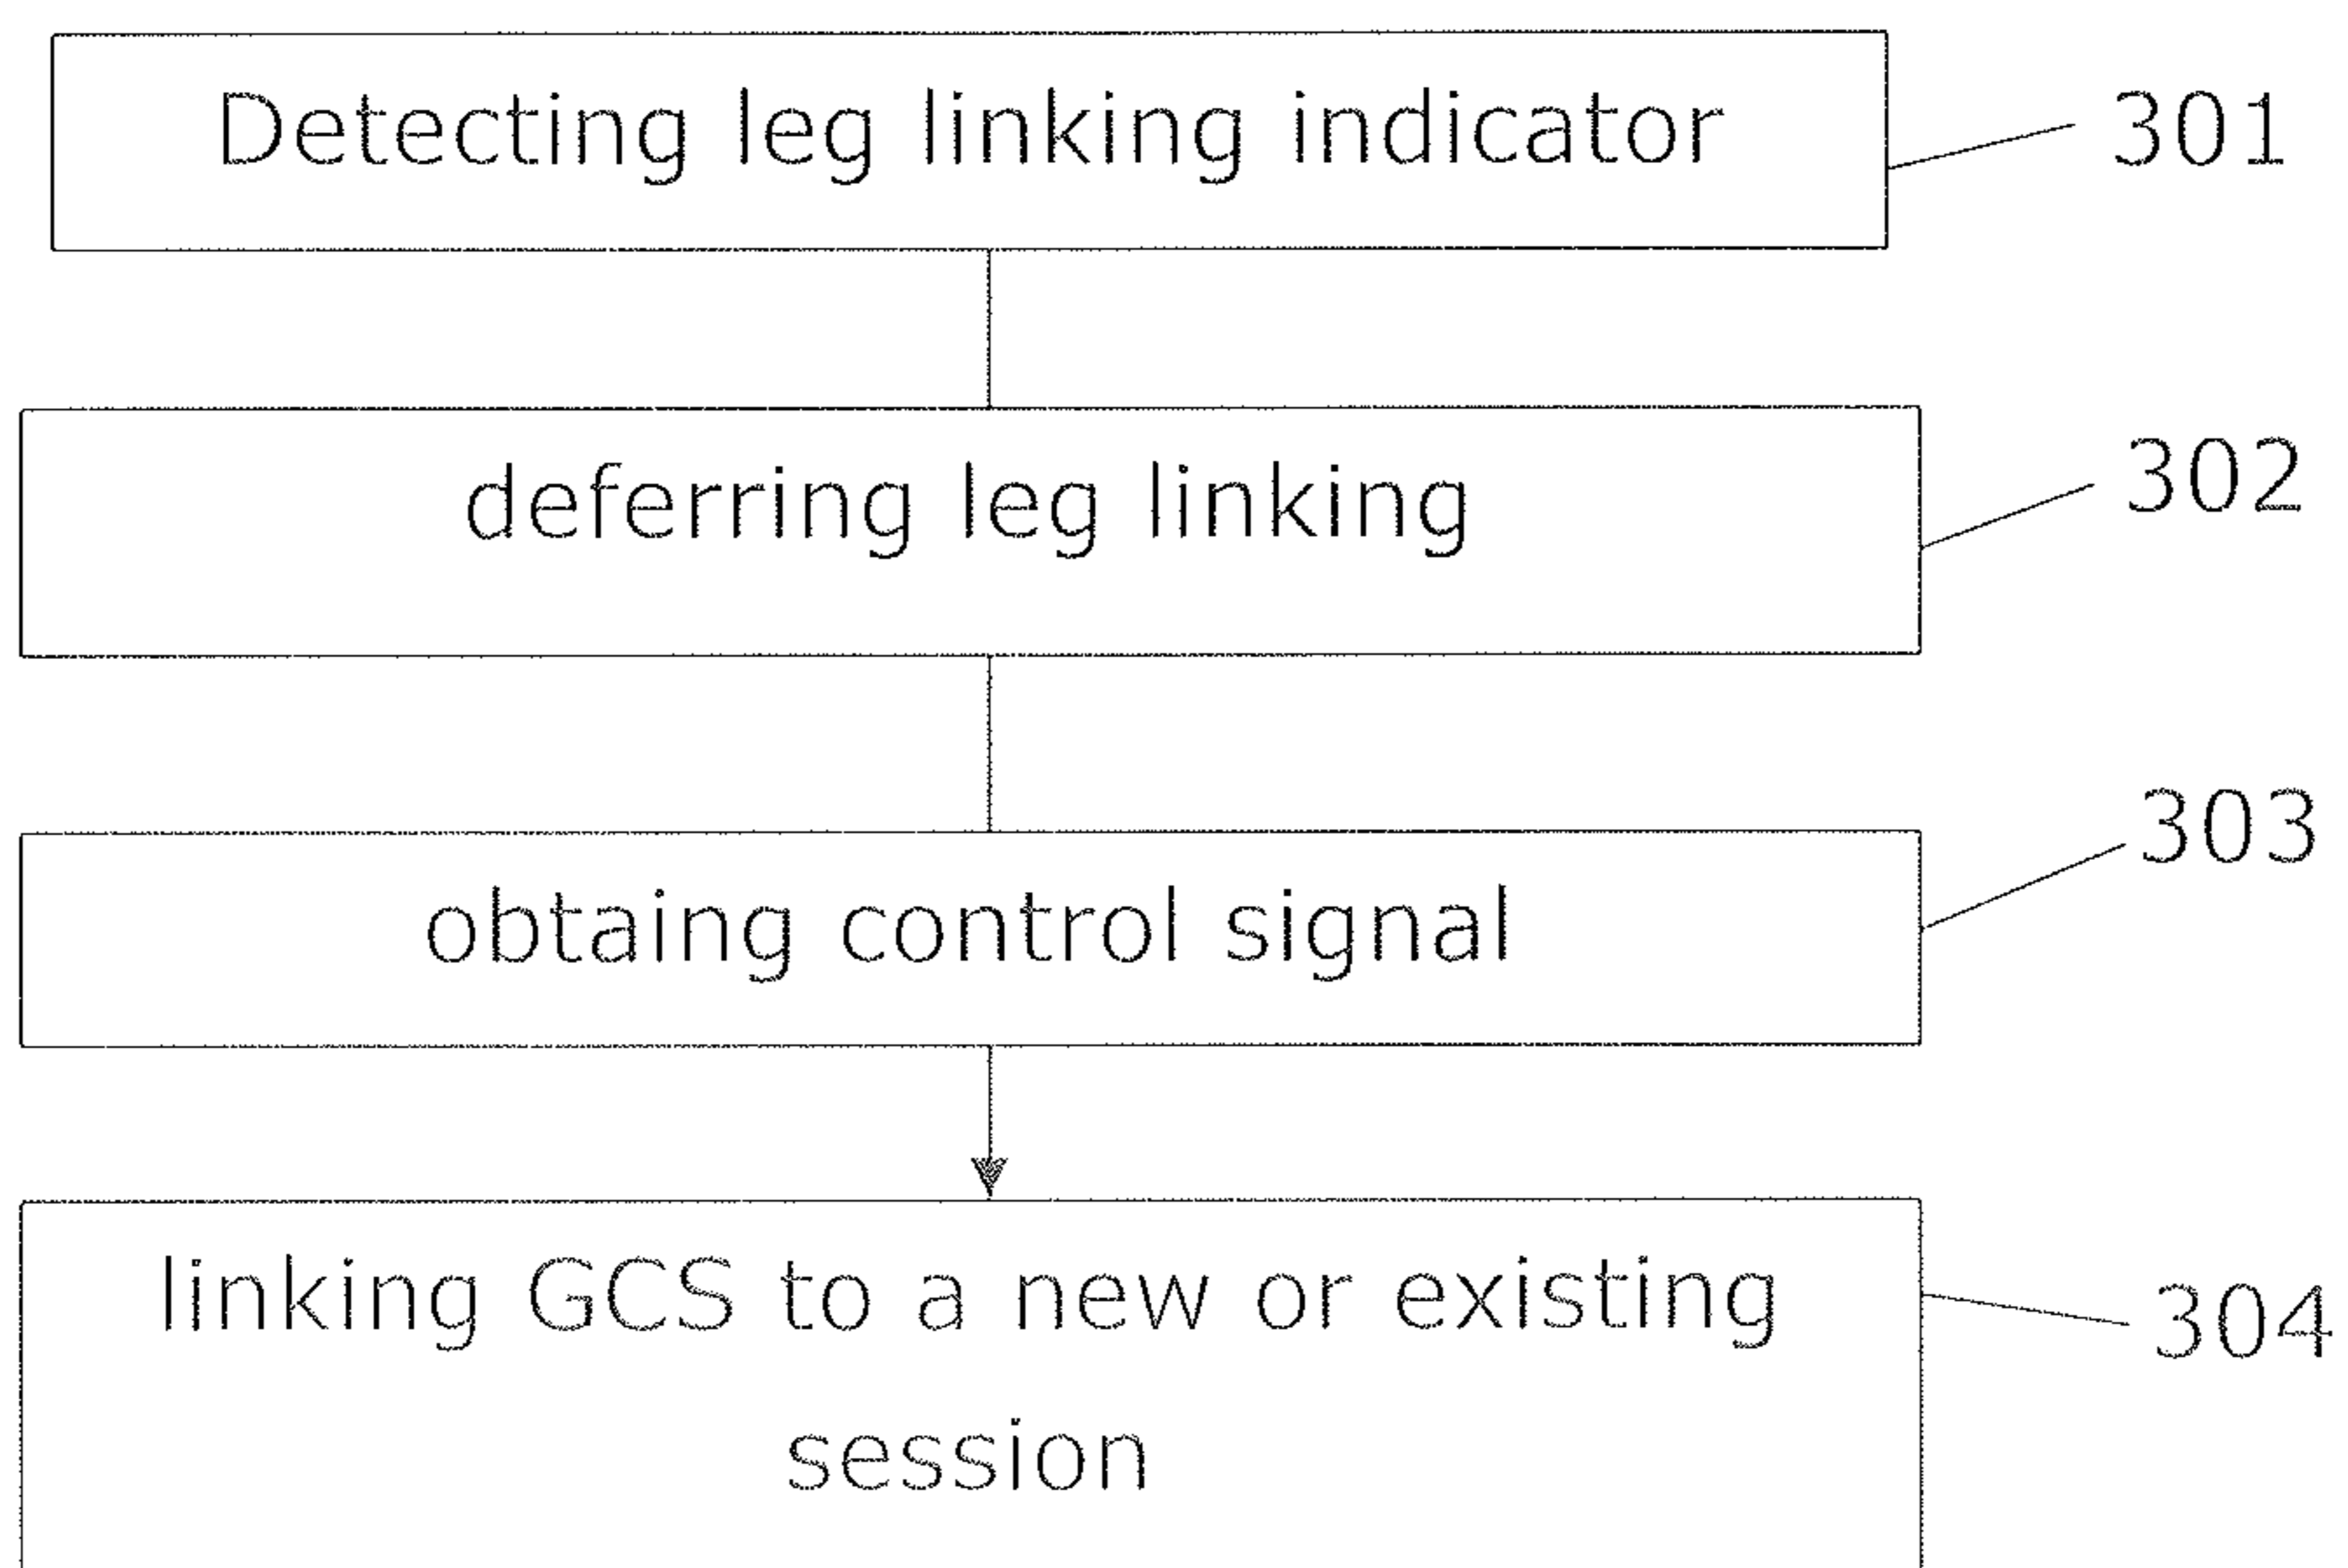 Detecting leg linking indicator
301
deferring leg linking
302
obtaing control signal
303
linking GCS to a new or existing
session
304